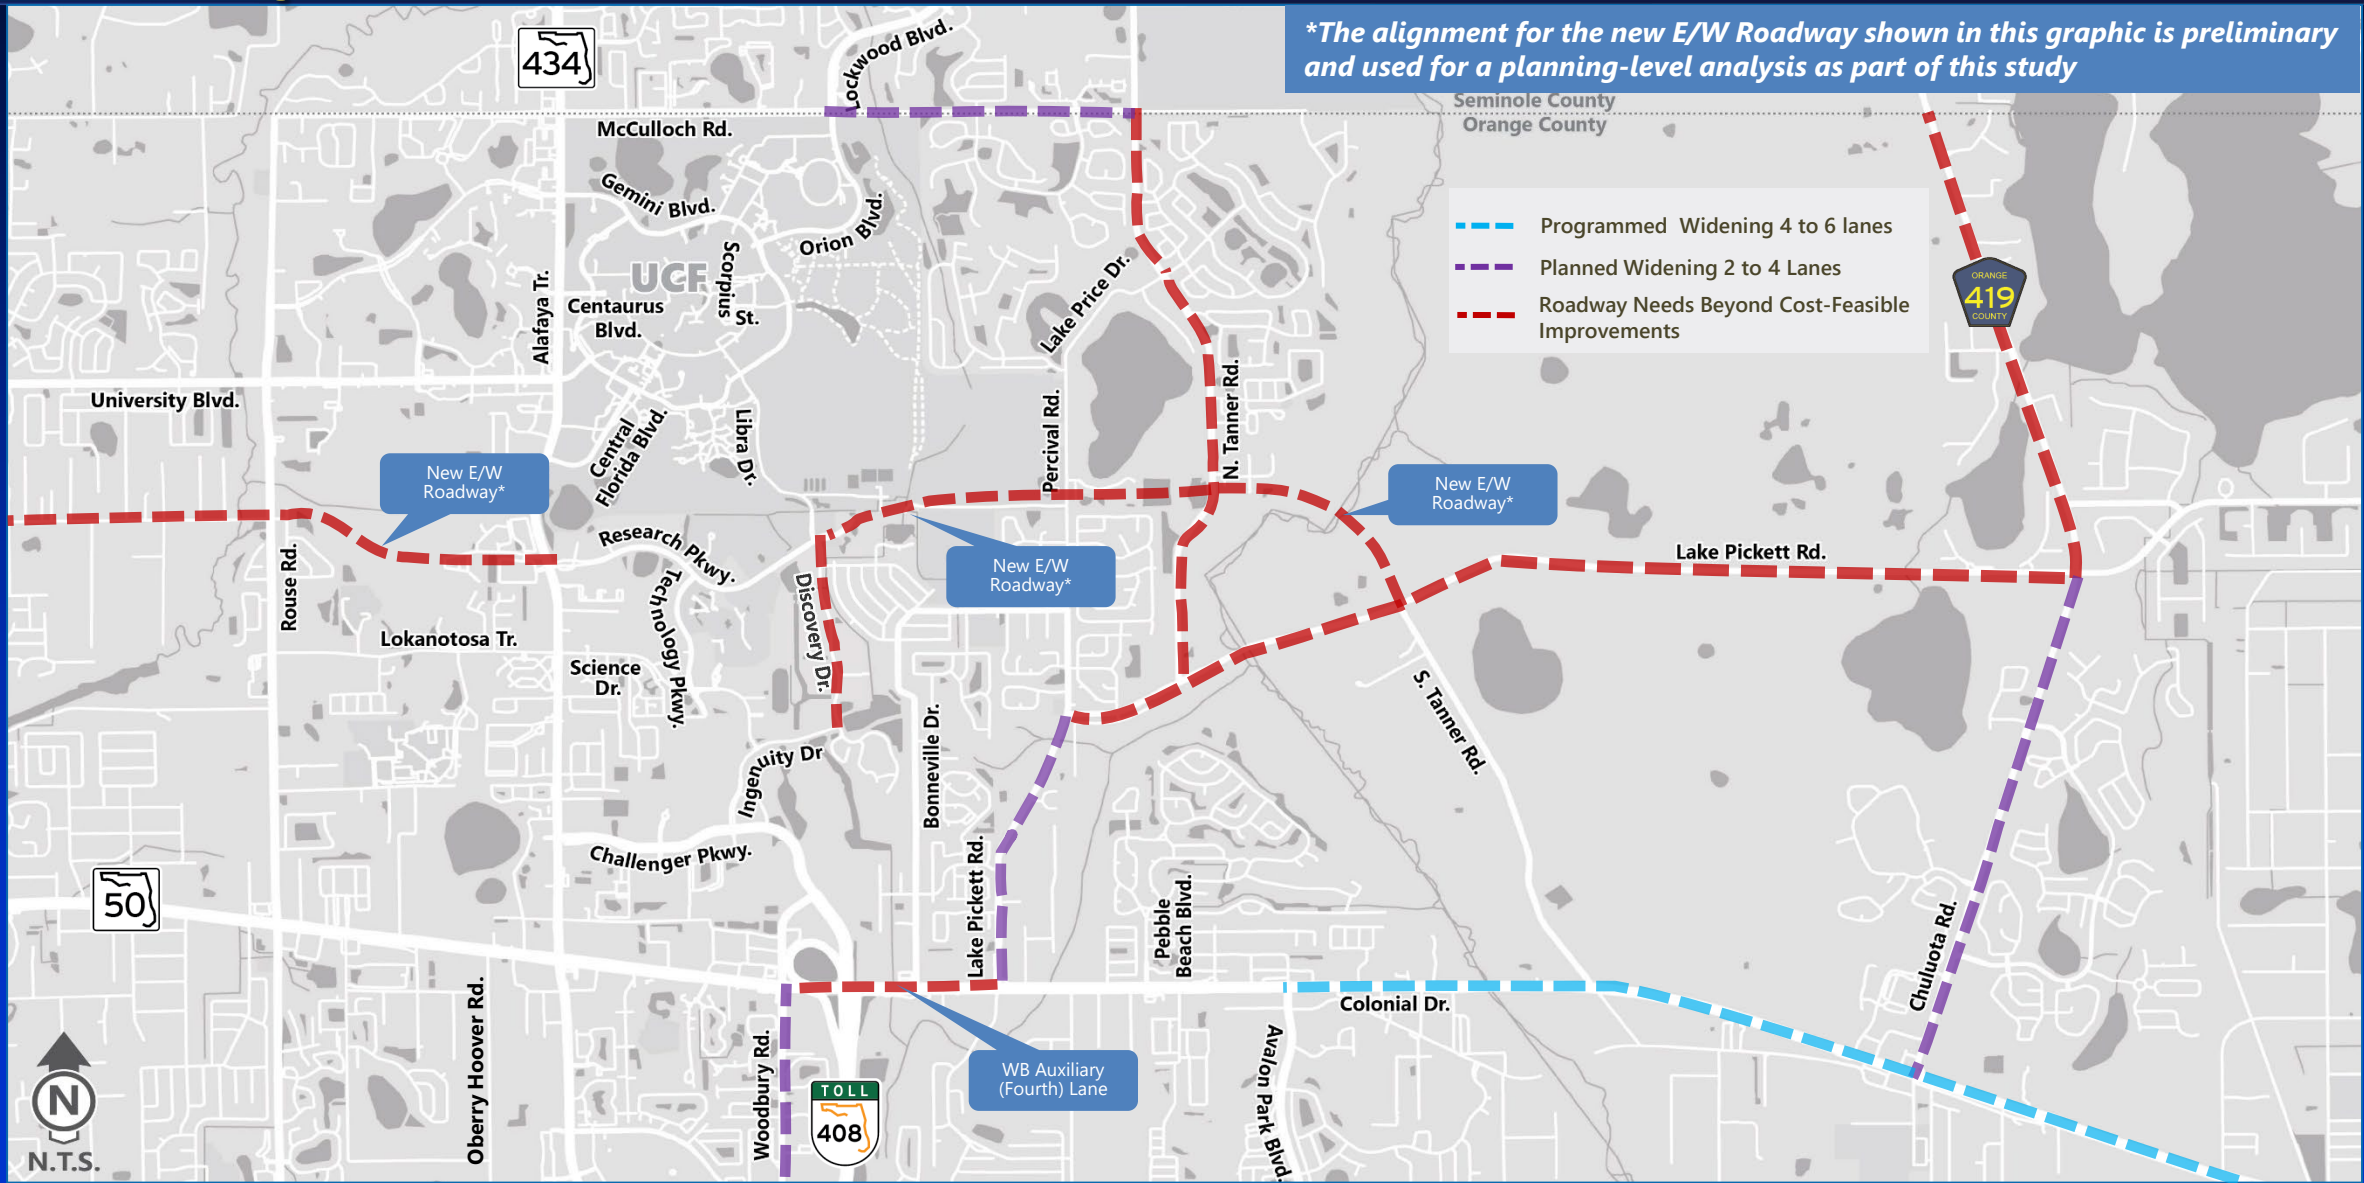 *The alignment for the new E/W Roadway shown in this graphic is preliminary
and used for a planning-level analysis as part of this study
434
Lockwood Blvd.
Seminole County
Orange County
McCulloch Rd.
Gemini Blvd.
Orion Blvd.
Scorpius
St.
UCF
Centaurus
Blvd.
Alafaya Tr.
Lake Price Dr.
Programmed Widening 4 to 6 lanes
Planned Widening 2 to 4 Lanes
Roadway Needs Beyond Cost-Feasible
Improvements
ORANGE
419
COUNTY
University Blvd.
Central
Florida Blvd.
Libra Dr.
Percival Rd.
N. Tanner Rd.
New E/W
Roadway*
New E/W
Roadway*
New E/W
Roadway*
Research Pkwy.
Lake Pickett Rd.
Rouse Rd.
Technology Pkwy.
Discovery Dr.
Lokanotosa Tr.
Science
Dr.
S. Tanner Rd.
Ingenuity Dr
Bonneville Dr.
Challenger Pkwy.
Lake Pickett Rd.
Pebble
Beach Blvd.
50
Chuluota Rd.
Colonial Dr.
Oberry Hoover Rd.
Woodbury Rd.
Avalon Park Blvd.
WB Auxiliary
(Fourth) Lane
TOLL
408
N
N.T.S.